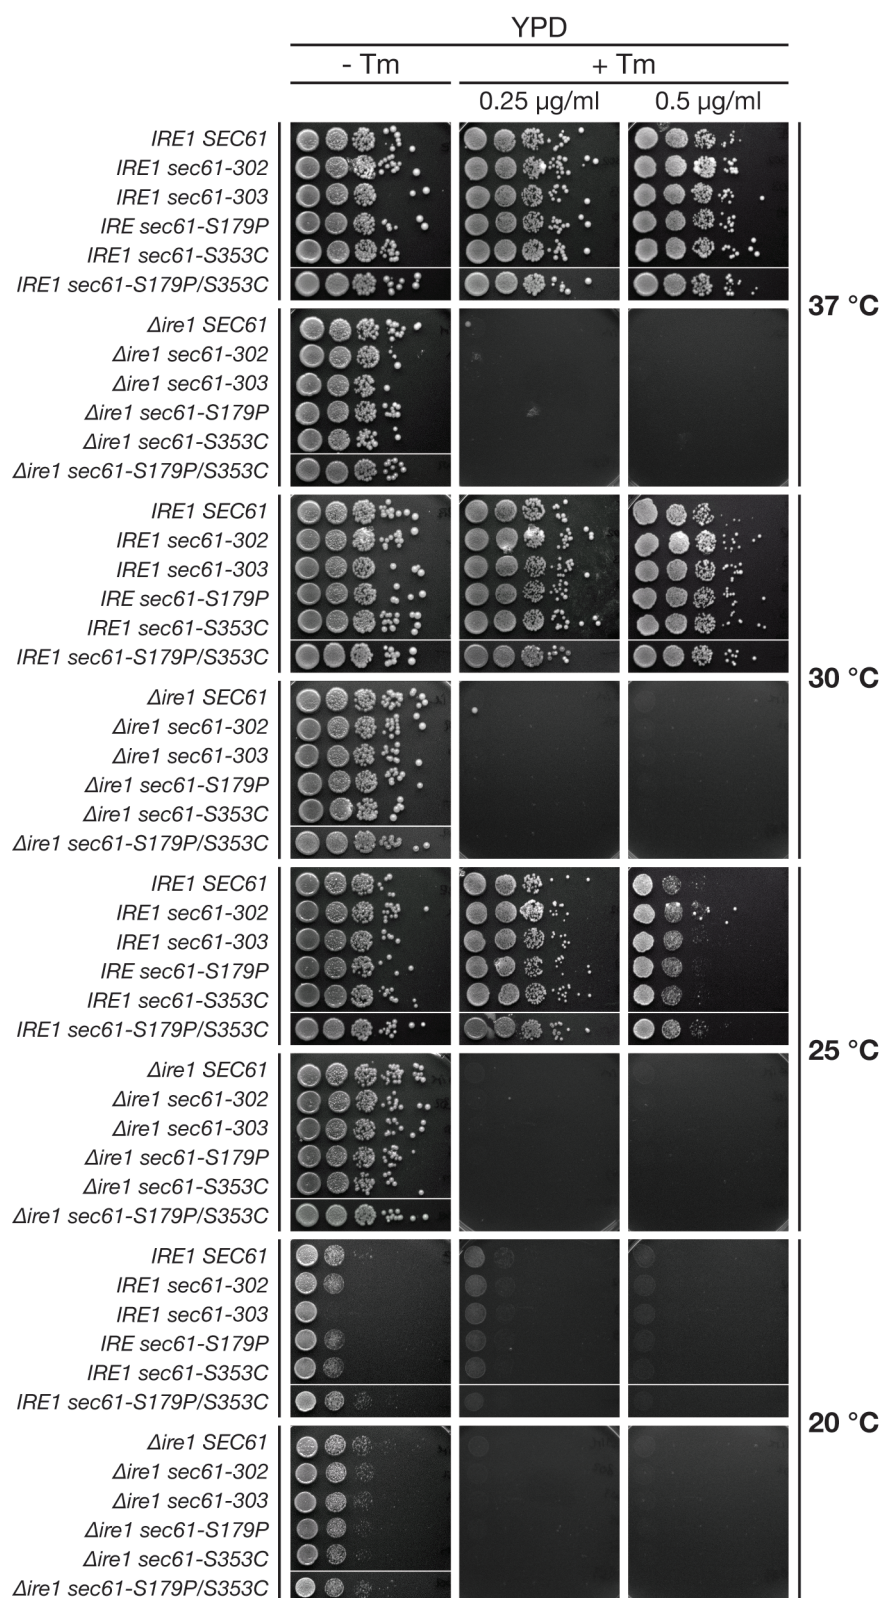 YPD
- Tm
+ Tm
0.25 µg/ml
0.5 µg/ml
IRE1 SEC61
IRE1 sec61-302
IRE1 sec61-303
IRE sec61-S179P
IRE1 sec61-S353C
IRE1 sec61-S179P/S353C
37 °C
Δire1 SEC61
Δire1 sec61-302
Δire1 sec61-303
Δire1 sec61-S179P
Δire1 sec61-S353C
Δire1 sec61-S179P/S353C
IRE1 SEC61
IRE1 sec61-302
IRE1 sec61-303
IRE sec61-S179P
IRE1 sec61-S353C
IRE1 sec61-S179P/S353C
30 °C
Δire1 SEC61
Δire1 sec61-302
Δire1 sec61-303
Δire1 sec61-S179P
Δire1 sec61-S353C
Δire1 sec61-S179P/S353C
IRE1 SEC61
IRE1 sec61-302
IRE1 sec61-303
IRE sec61-S179P
IRE1 sec61-S353C
IRE1 sec61-S179P/S353C
25 °C
Δire1 SEC61
Δire1 sec61-302
Δire1 sec61-303
Δire1 sec61-S179P
Δire1 sec61-S353C
Δire1 sec61-S179P/S353C
IRE1 SEC61
IRE1 sec61-302
IRE1 sec61-303
IRE sec61-S179P
IRE1 sec61-S353C
IRE1 sec61-S179P/S353C
20 °C
Δire1 SEC61
Δire1 sec61-302
Δire1 sec61-303
Δire1 sec61-S179P
Δire1 sec61-S353C
Δire1 sec61-S179P/S353C